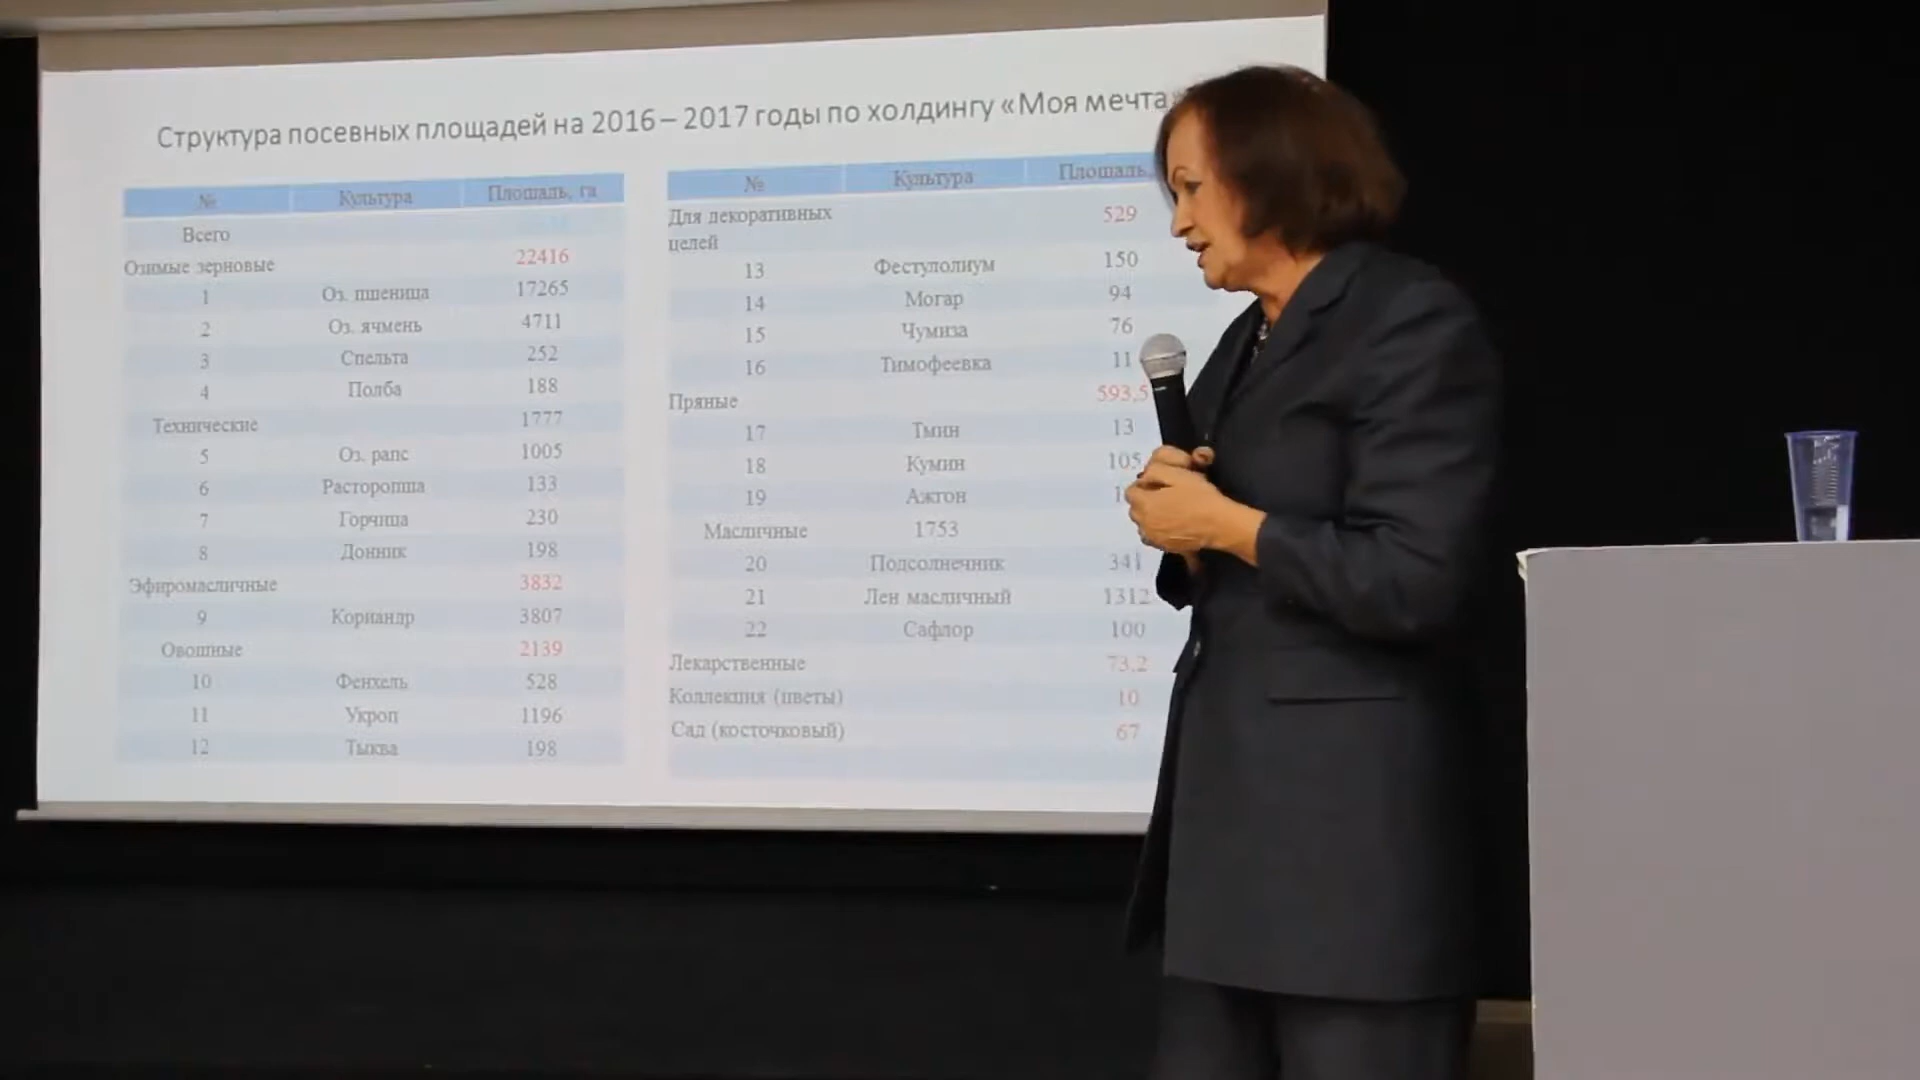 Структура посевных площадей на 2016 – 2017 годы по холдингу «Моя мечта»
№ Культура Площадь, га
Всего
Озимые зерновые 22416
1 Оз. пшеница 17265
2 Оз. ячмень 4711
3 Спельта 252
4 Полба 188
Технические 1777
5 Оз. рапс 1005
6 Расторопша 133
7 Горчица 230
8 Донник 198
Эфиромасличные 3832
9 Кориандр 3807
Овощные 2139
10 Фенхель 528
11 Укроп 1196
12 Тыква 198
№ Культура Площадь,
Для декоративных 529
целей
13 Фестулолиум 150
14 Могар 94
15 Чумиза 76
16 Тимофеевка 11
Пряные 593,5
17 Тмин 13
18 Кумин 105
19 Ажгон
Масличные 1753
20 Подсолнечник 341
21 Лен масличный 1312
22 Сафлор 100
Лекарственные 73,2
Коллекция (цветы) 10
Сад (косточковый) 67